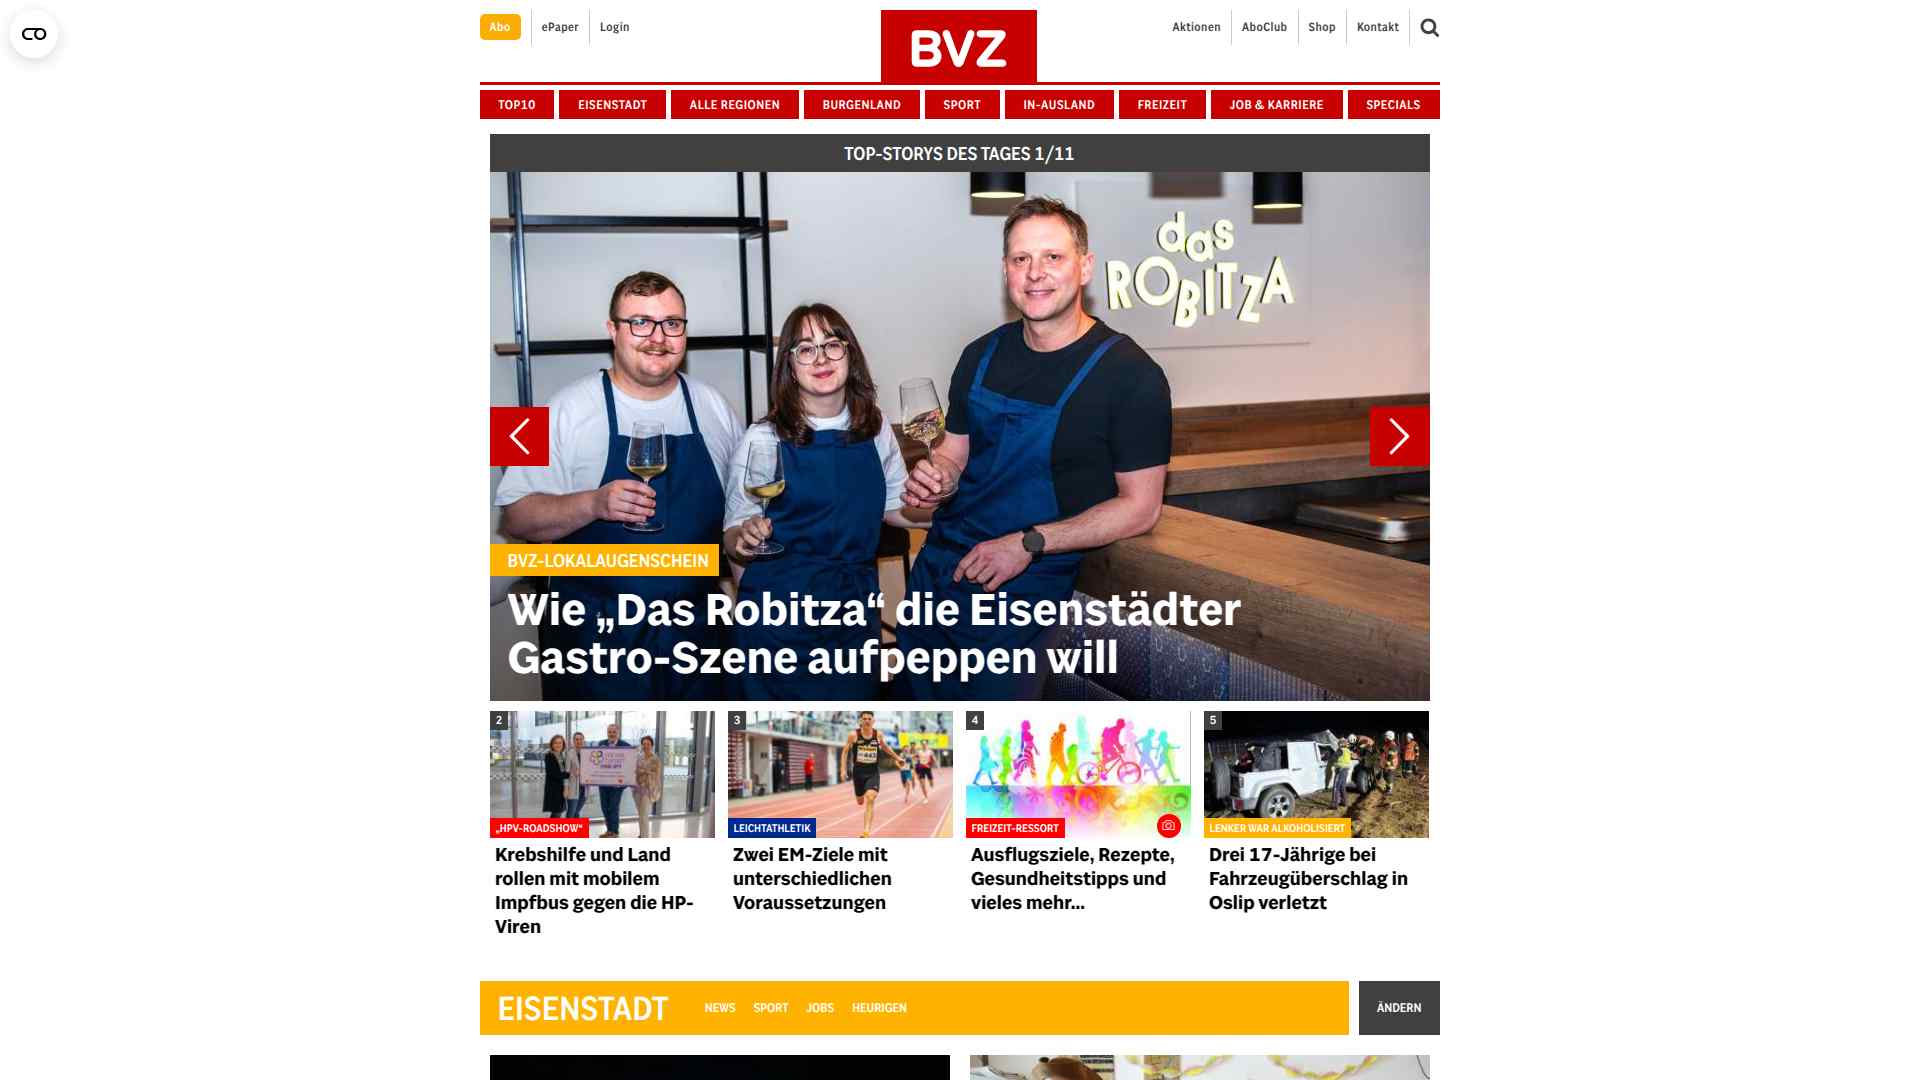 Abo
ePaper
Login
BVZ
Aktionen
AboClub
Shop
Kontakt
TOP10
EISENSTADT
ALLE REGIONEN
BURGENLAND
SPORT
IN-AUSLAND
FREIZEIT
JOB & KARRIERE
SPECIALS
TOP-STORYS DES TAGES 1/11
das
ROBITZA
BVZ-LOKALAUGENSCHEIN
Wie „Das Robitza“ die Eisenstädter
Gastro-Szene aufpeppen will
2
„HPV-ROADSHOW“
Krebshilfe und Land
rollen mit mobilem
Impfbus gegen die HP-
Viren
3
LEICHTATHLETIK
Zwei EM-Ziele mit
unterschiedlichen
Voraussetzungen
4
FREIZEIT-RESSORT
Ausflugsziele, Rezepte,
Gesundheitstipps und
vieles mehr...
5
LENKER WAR ALKOHOLISIERT
Drei 17-Jährige bei
Fahrzeugüberschlag in
Oslip verletzt
EISENSTADT
NEWS
SPORT
JOBS
HEURIGEN
ÄNDERN